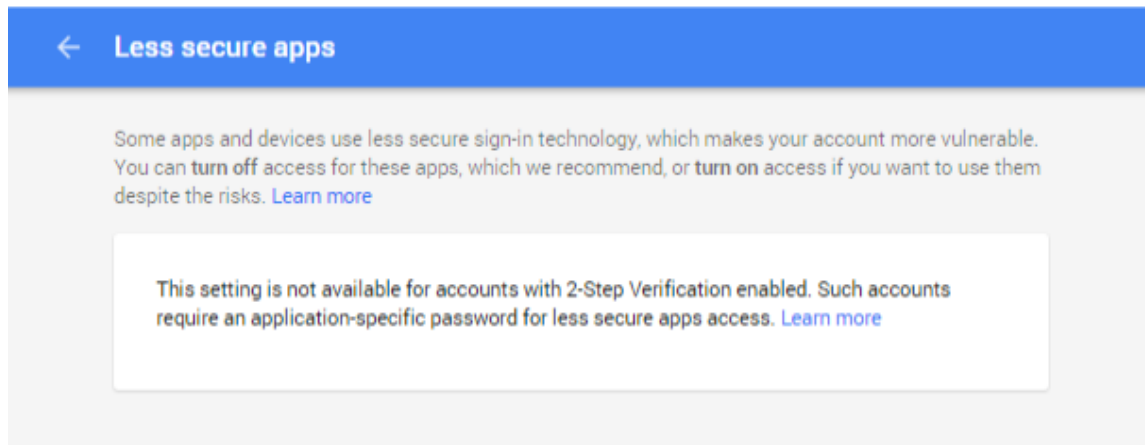 Less secure apps
Some apps and devices use less secure sign-in technology, which makes your account more vulnerable.
You can turn off access for these apps, which we recommend, or turn on access if you want to use them
despite the risks. Learn more
This setting is not available for accounts with 2-Step Verification enabled. Such accounts
require an application-specific password for less secure apps access. Learn more